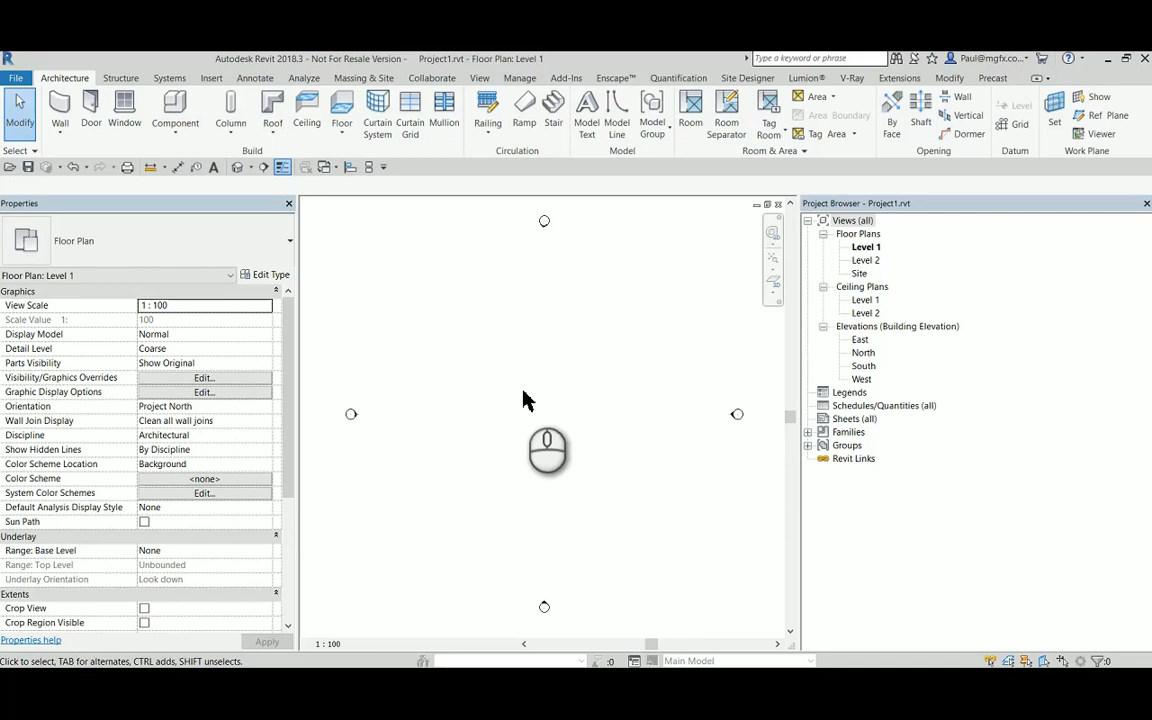 Autodesk Revit 2018.3 - Not For Resale Version - Project1.rvt - Floor Plan: Level 1
Type a keyword or phrase
Paul@mgfx.co...
File Architecture Structure Systems Insert Annotate Analyze Massing & Site Collaborate View Manage Add-Ins Enscape™ Quantification Site Designer Lumion® V-Ray Extensions Modify Precast
Modify Wall Door Window Component Column Roof Ceiling Floor Curtain System Curtain Grid Mullion Railing Ramp Stair Model Text Model Line Model Group Room Room Separator Tag Room
Area
Area Boundary
Tag Area
By Face Shaft
Wall
Vertical
Dormer
Level
Grid
Set
Show
Ref Plane
Viewer
Select Build Circulation Model Room & Area Opening Datum Work Plane
Properties
Floor Plan
Floor Plan: Level 1 Edit Type
Graphics
View Scale 1 : 100
Scale Value 1: 100
Display Model Normal
Detail Level Coarse
Parts Visibility Show Original
Visibility/Graphics Overrides Edit...
Graphic Display Options Edit...
Orientation Project North
Wall Join Display Clean all wall joins
Discipline Architectural
Show Hidden Lines By Discipline
Color Scheme Location Background
Color Scheme <none>
System Color Schemes Edit...
Default Analysis Display Style None
Sun Path
Underlay
Range: Base Level None
Range: Top Level Unbounded
Underlay Orientation Look down
Extents
Crop View
Crop Region Visible
Properties help Apply
1 : 100
Project Browser - Project1.rvt
Views (all)
Floor Plans
Level 1
Level 2
Site
Ceiling Plans
Level 1
Level 2
Elevations (Building Elevation)
East
North
South
West
Legends
Schedules/Quantities (all)
Sheets (all)
Families
Groups
Revit Links
Click to select, TAB for alternates, CTRL adds, SHIFT unselects.
:0
Main Model
:0